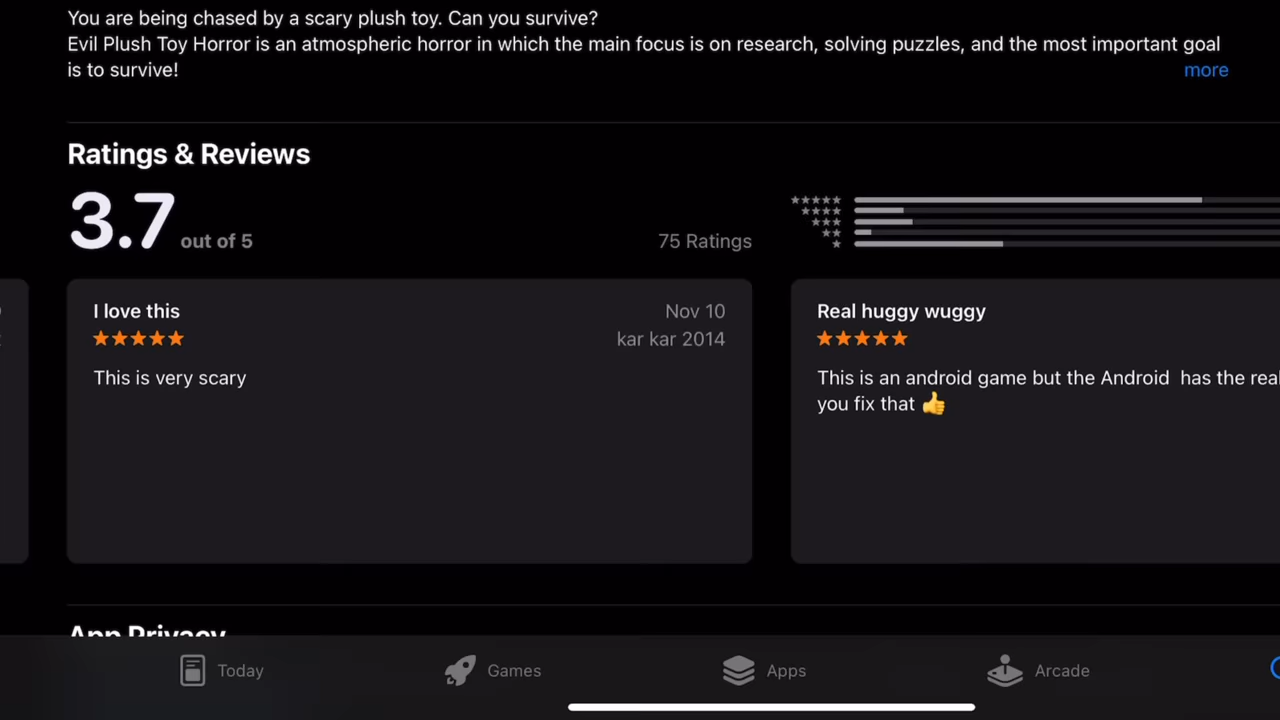 You are being chased by a scary plush toy. Can you survive?
Evil Plush Toy Horror is an atmospheric horror in which the main focus is on research, solving puzzles, and the most important goal
is to survive!
more
Ratings & Reviews
3.7 out of 5
75 Ratings
I love this
Nov 10
kar kar 2014
This is very scary
Real huggy wuggy
This is an android game but the Android has the real
you fix that 👍
App Privacy
Today
Games
Apps
Arcade